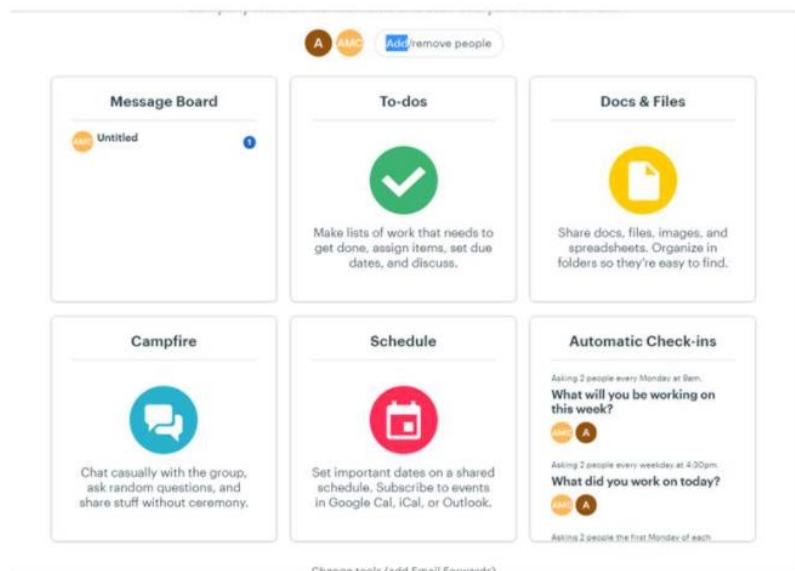 A AMC Add/remove people
Message Board
AMC Untitled 1
To-dos
Make lists of work that needs to
get done, assign items, set due
dates, and discuss.
Docs & Files
Share docs, files, images, and
spreadsheets. Organize in
folders so they're easy to find.
Campfire
Chat casually with the group,
ask random questions, and
share stuff without ceremony.
Schedule
Set important dates on a shared
schedule. Subscribe to events
in Google Cal, iCal, or Outlook.
Automatic Check-ins
Asking 2 people every Monday at 9am.
What will you be working on
this week?
AMC A
Asking 2 people every weekday at 4:30pm.
What did you work on today?
AMC A
Asking 2 people the first Monday of each
Change tools (add Email Forwards)